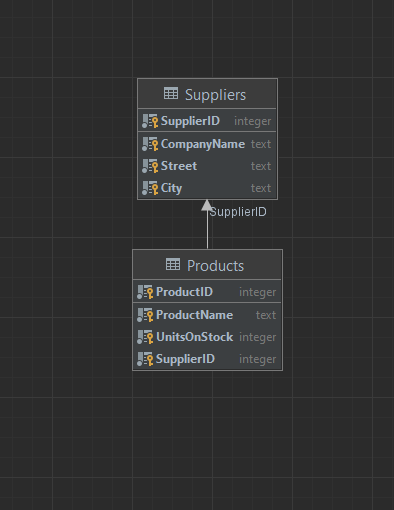 Suppliers
SupplierID integer
CompanyName text
Street text
City text
SupplierID
Products
ProductID integer
ProductName text
UnitsOnStock integer
SupplierID integer